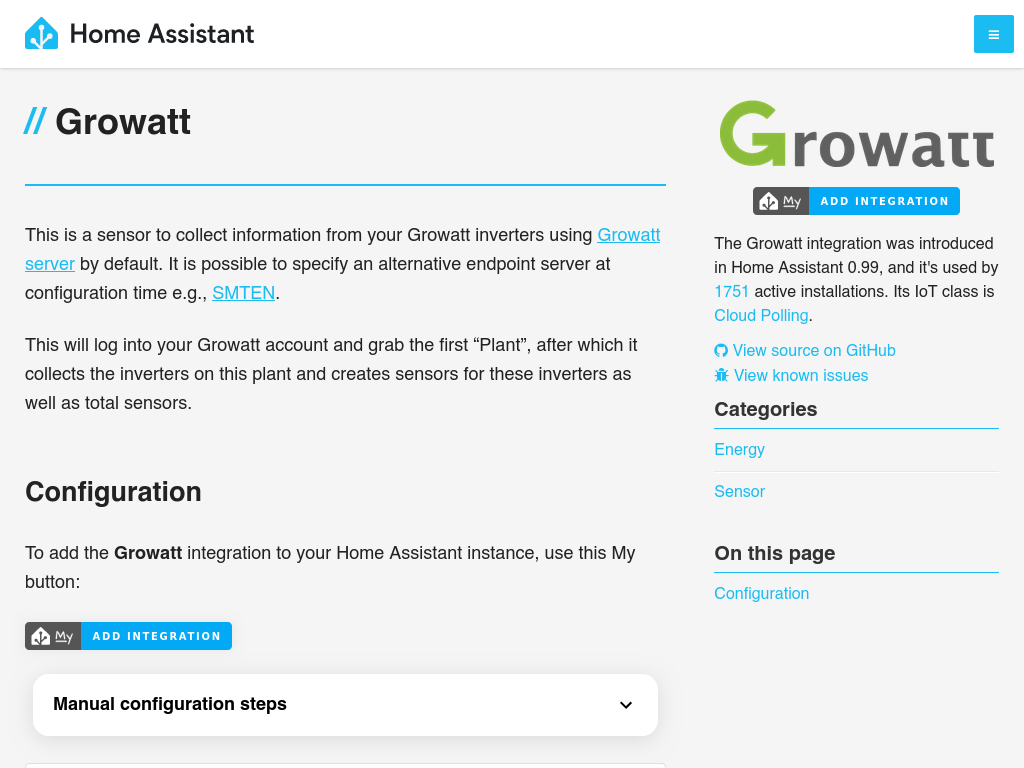 Home Assistant
≡
// Growatt
This is a sensor to collect information from your Growatt inverters using Growatt
server by default. It is possible to specify an alternative endpoint server at
configuration time e.g., SMTEN.
This will log into your Growatt account and grab the first “Plant”, after which it
collects the inverters on this plant and creates sensors for these inverters as
well as total sensors.
Configuration
To add the Growatt integration to your Home Assistant instance, use this My
button:
My ADD INTEGRATION
Manual configuration steps
Growatt
My ADD INTEGRATION
The Growatt integration was introduced
in Home Assistant 0.99, and it's used by
1751 active installations. Its IoT class is
Cloud Polling.
View source on GitHub
View known issues
Categories
Energy
Sensor
On this page
Configuration